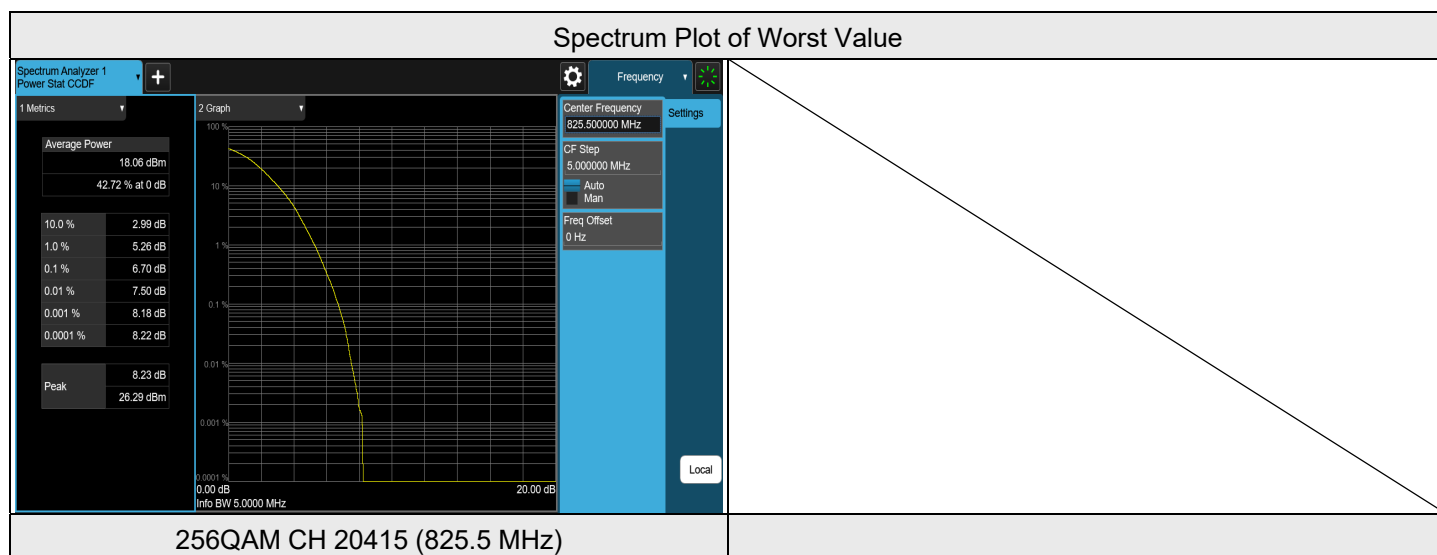 Spectrum Plot of Worst Value
Spectrum Analyzer 1
Power Stat CCDF
+
Frequency
1 Metrics
Average Power
18.06 dBm
42.72 % at 0 dB
10.0 % 2.99 dB
1.0 % 5.26 dB
0.1 % 6.70 dB
0.01 % 7.50 dB
0.001 % 8.18 dB
0.0001 % 8.22 dB
Peak 8.23 dB
26.29 dBm
2 Graph
100 %
10 %
1 %
0.1 %
0.01 %
0.001 %
0.0001 %
0.00 dB 20.00 dB
Info BW 5.0000 MHz
Center Frequency
825.500000 MHz
CF Step
5.000000 MHz
Auto
Man
Freq Offset
0 Hz
Settings
Local
256QAM CH 20415 (825.5 MHz)